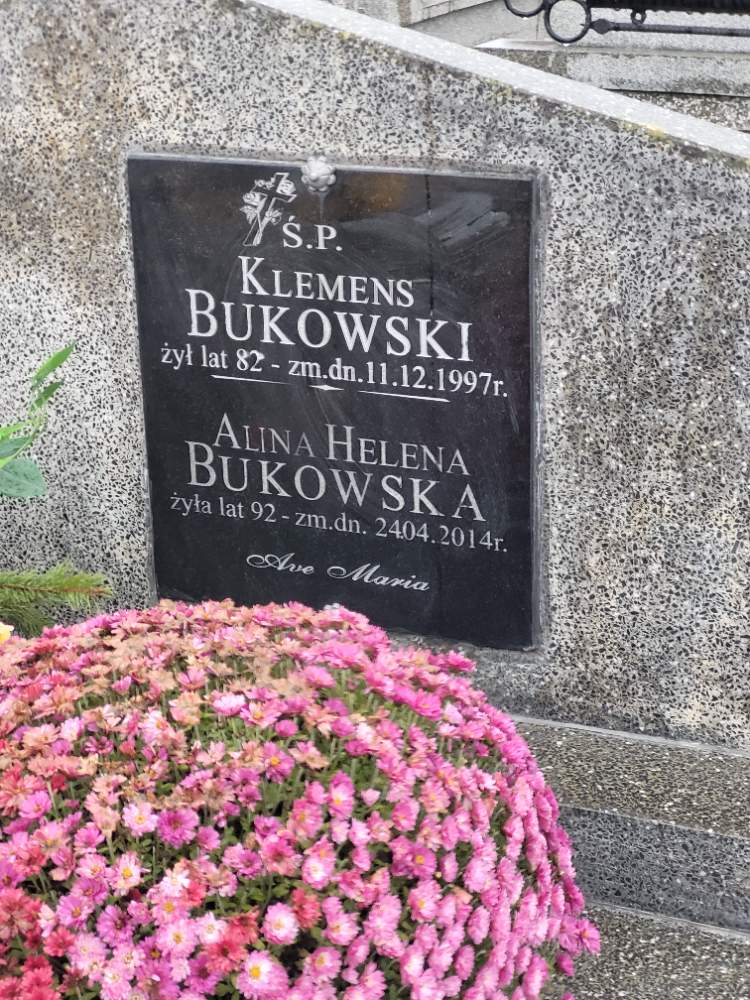 Ś.P.
KLEMENS
BUKOWSKI
żył lat 82 - zm.dn.11.12.1997r.
ALINA HELENA
BUKOWSKA
żyła lat 92 - zm.dn. 24.04.2014r.
Ave Maria